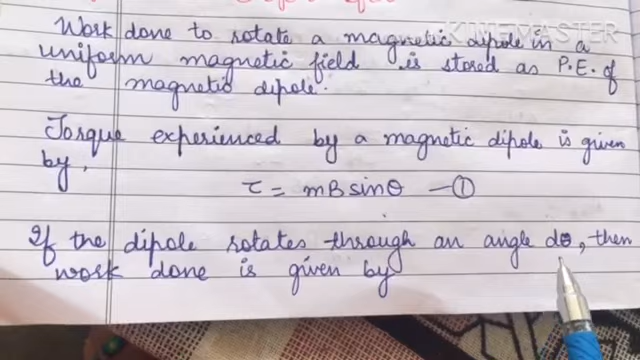 KINEMASTER
Work done to rotate a magnetic dipole in a
uniform magnetic field is stored as P.E. of
the magnetic dipole.
Torque experienced by a magnetic dipole is given
by,
τ = mB sinθ — ①
If the dipole rotates through an angle dθ, then
work done is given by